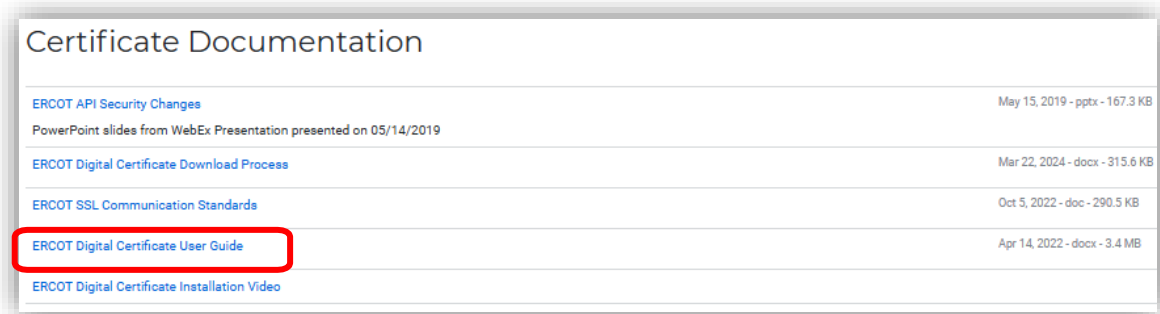 Certificate Documentation
ERCOT API Security Changes May 15, 2019 - pptx - 167.3 KB
PowerPoint slides from WebEx Presentation presented on 05/14/2019
ERCOT Digital Certificate Download Process Mar 22, 2024 - docx - 315.6 KB
ERCOT SSL Communication Standards Oct 5, 2022 - doc - 290.5 KB
ERCOT Digital Certificate User Guide Apr 14, 2022 - docx - 3.4 MB
ERCOT Digital Certificate Installation Video